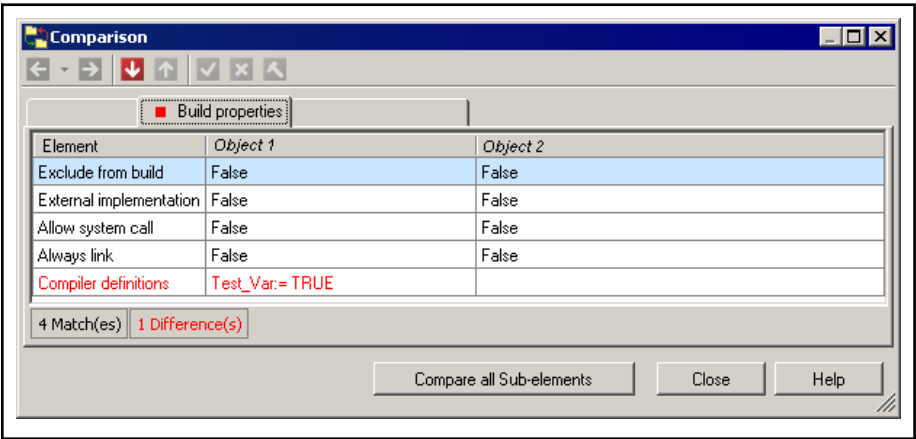 Comparison
Build properties
Element Object 1 Object 2
Exclude from build False False
External implementation False False
Allow system call False False
Always link False False
Compiler definitions Test_Var:= TRUE
4 Match(es) 1 Difference(s)
Compare all Sub-elements Close Help